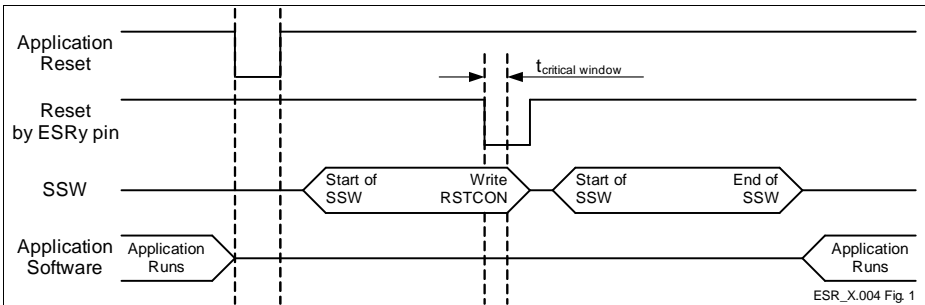 Application
Reset
tcritical window
Reset
by ESRy pin
SSW
Start of
SSW
Write
RSTCON
Start of
SSW
End of
SSW
Application
Software
Application
Runs
Application
Runs
ESR_X.004 Fig. 1